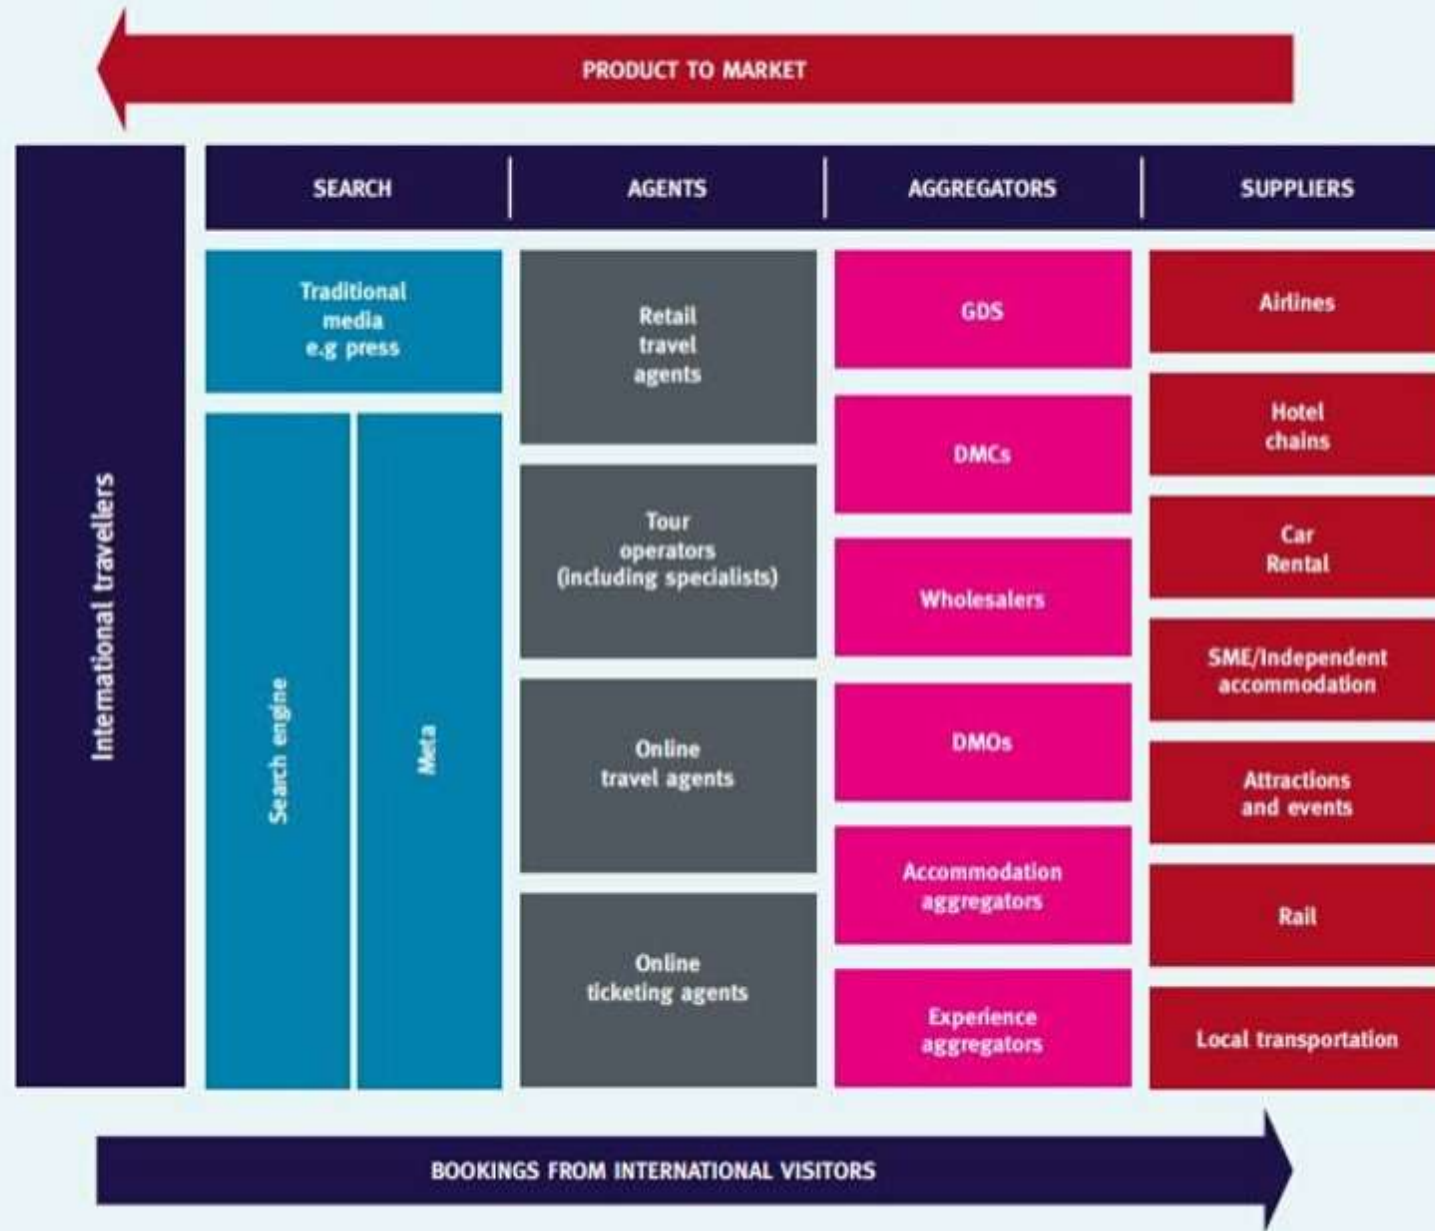 PRODUCT TO MARKET
International travellers
SEARCH
AGENTS
AGGREGATORS
SUPPLIERS
Traditional
media
e.g press
Search engine
Meta
Retail
travel
agents
Tour
operators
(including specialists)
Online
travel agents
Online
ticketing agents
GDS
DMCs
Wholesalers
DMOs
Accommodation
aggregators
Experience
aggregators
Airlines
Hotel
chains
Car
Rental
SME/Independent
accommodation
Attractions
and events
Rail
Local transportation
BOOKINGS FROM INTERNATIONAL VISITORS